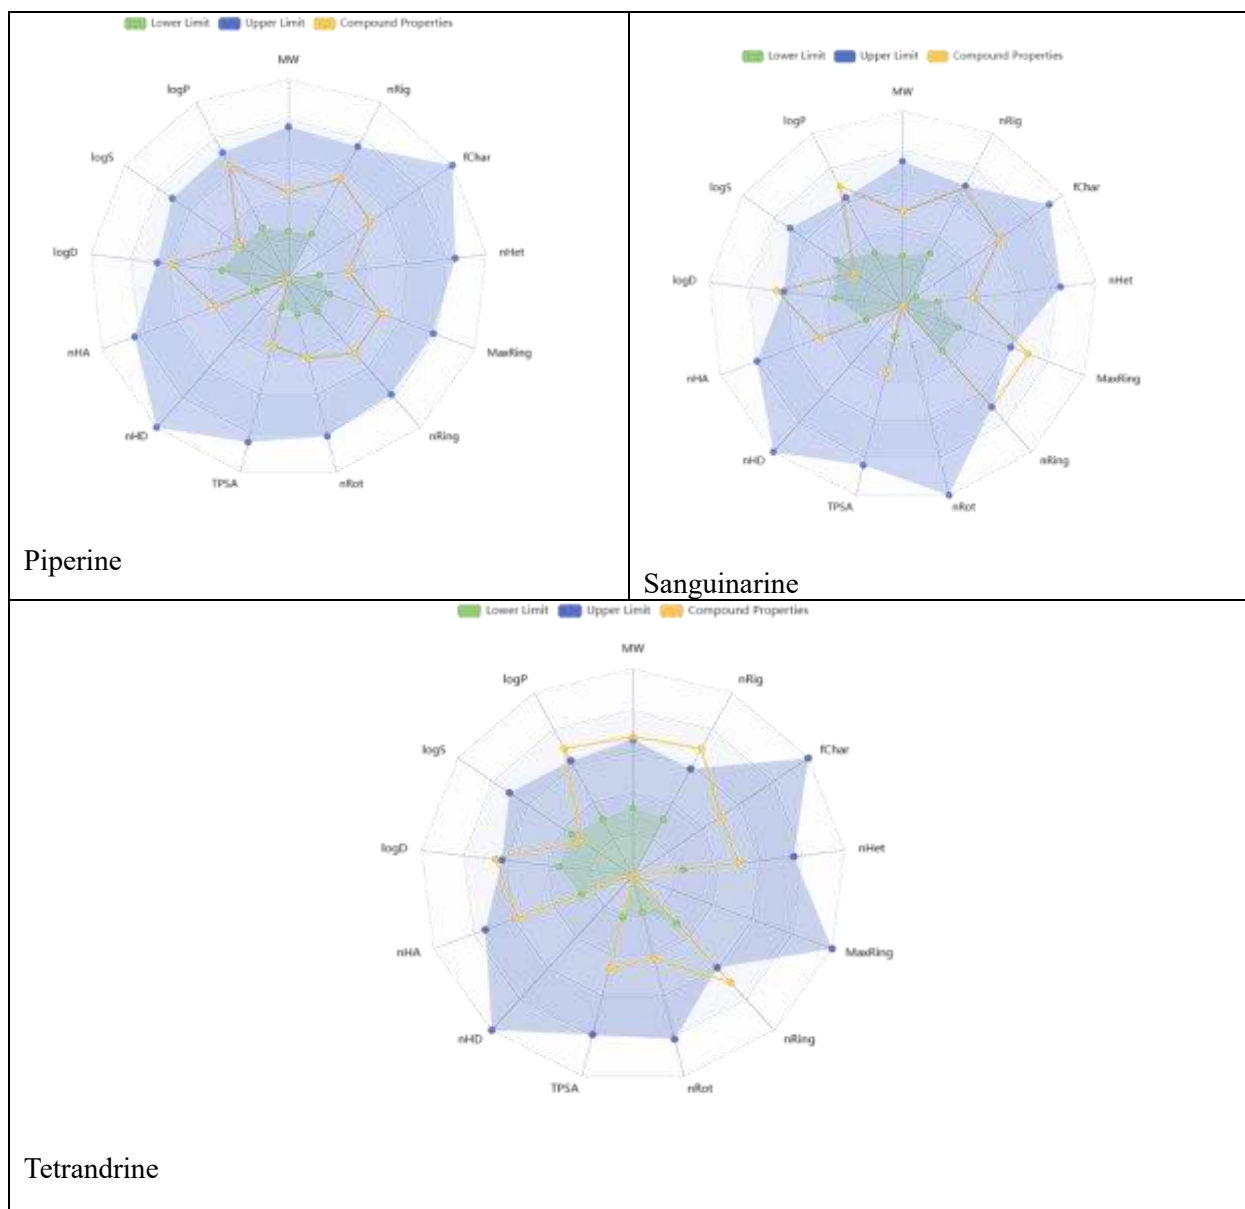 Lower Limit Upper Limit Compound Properties
MW
nRig
fChar
nHet
MaxRing
nRing
nRot
TPSA
nHD
nHA
logD
logS
logP
Piperine
Lower Limit Upper Limit Compound Properties
MW
nRig
fChar
nHet
MaxRing
nRing
nRot
TPSA
nHD
nHA
logD
logS
logP
Sanguinarine
Lower Limit Upper Limit Compound Properties
MW
nRig
fChar
nHet
MaxRing
nRing
nRot
TPSA
nHD
nHA
logD
logS
logP
Tetrandrine